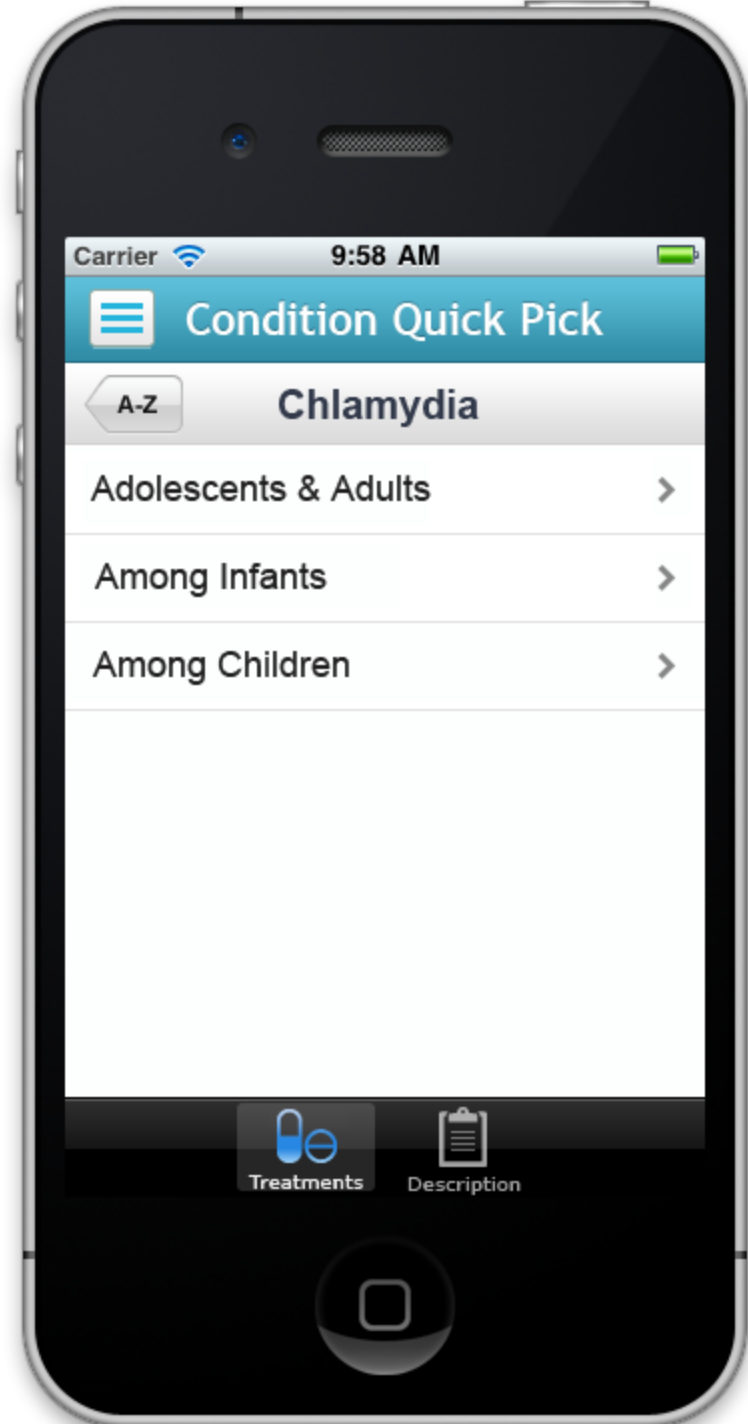 Carrier 9:58 AM
Condition Quick Pick
A-Z Chlamydia
Adolescents & Adults
Among Infants
Among Children
Treatments Description